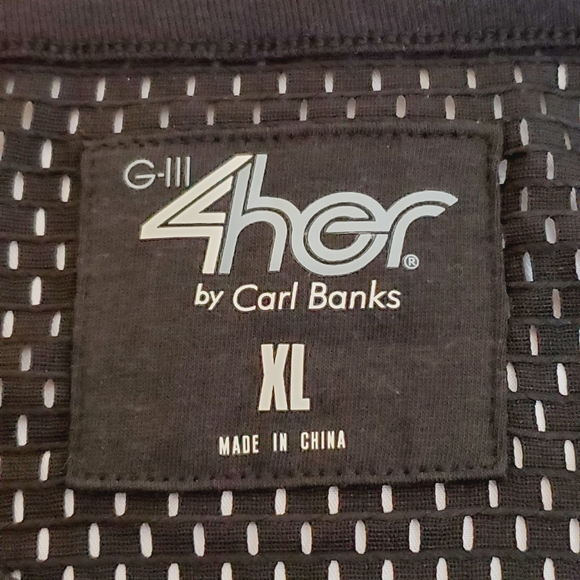 G-III
4her®
by Carl Banks
XL
MADE IN CHINA